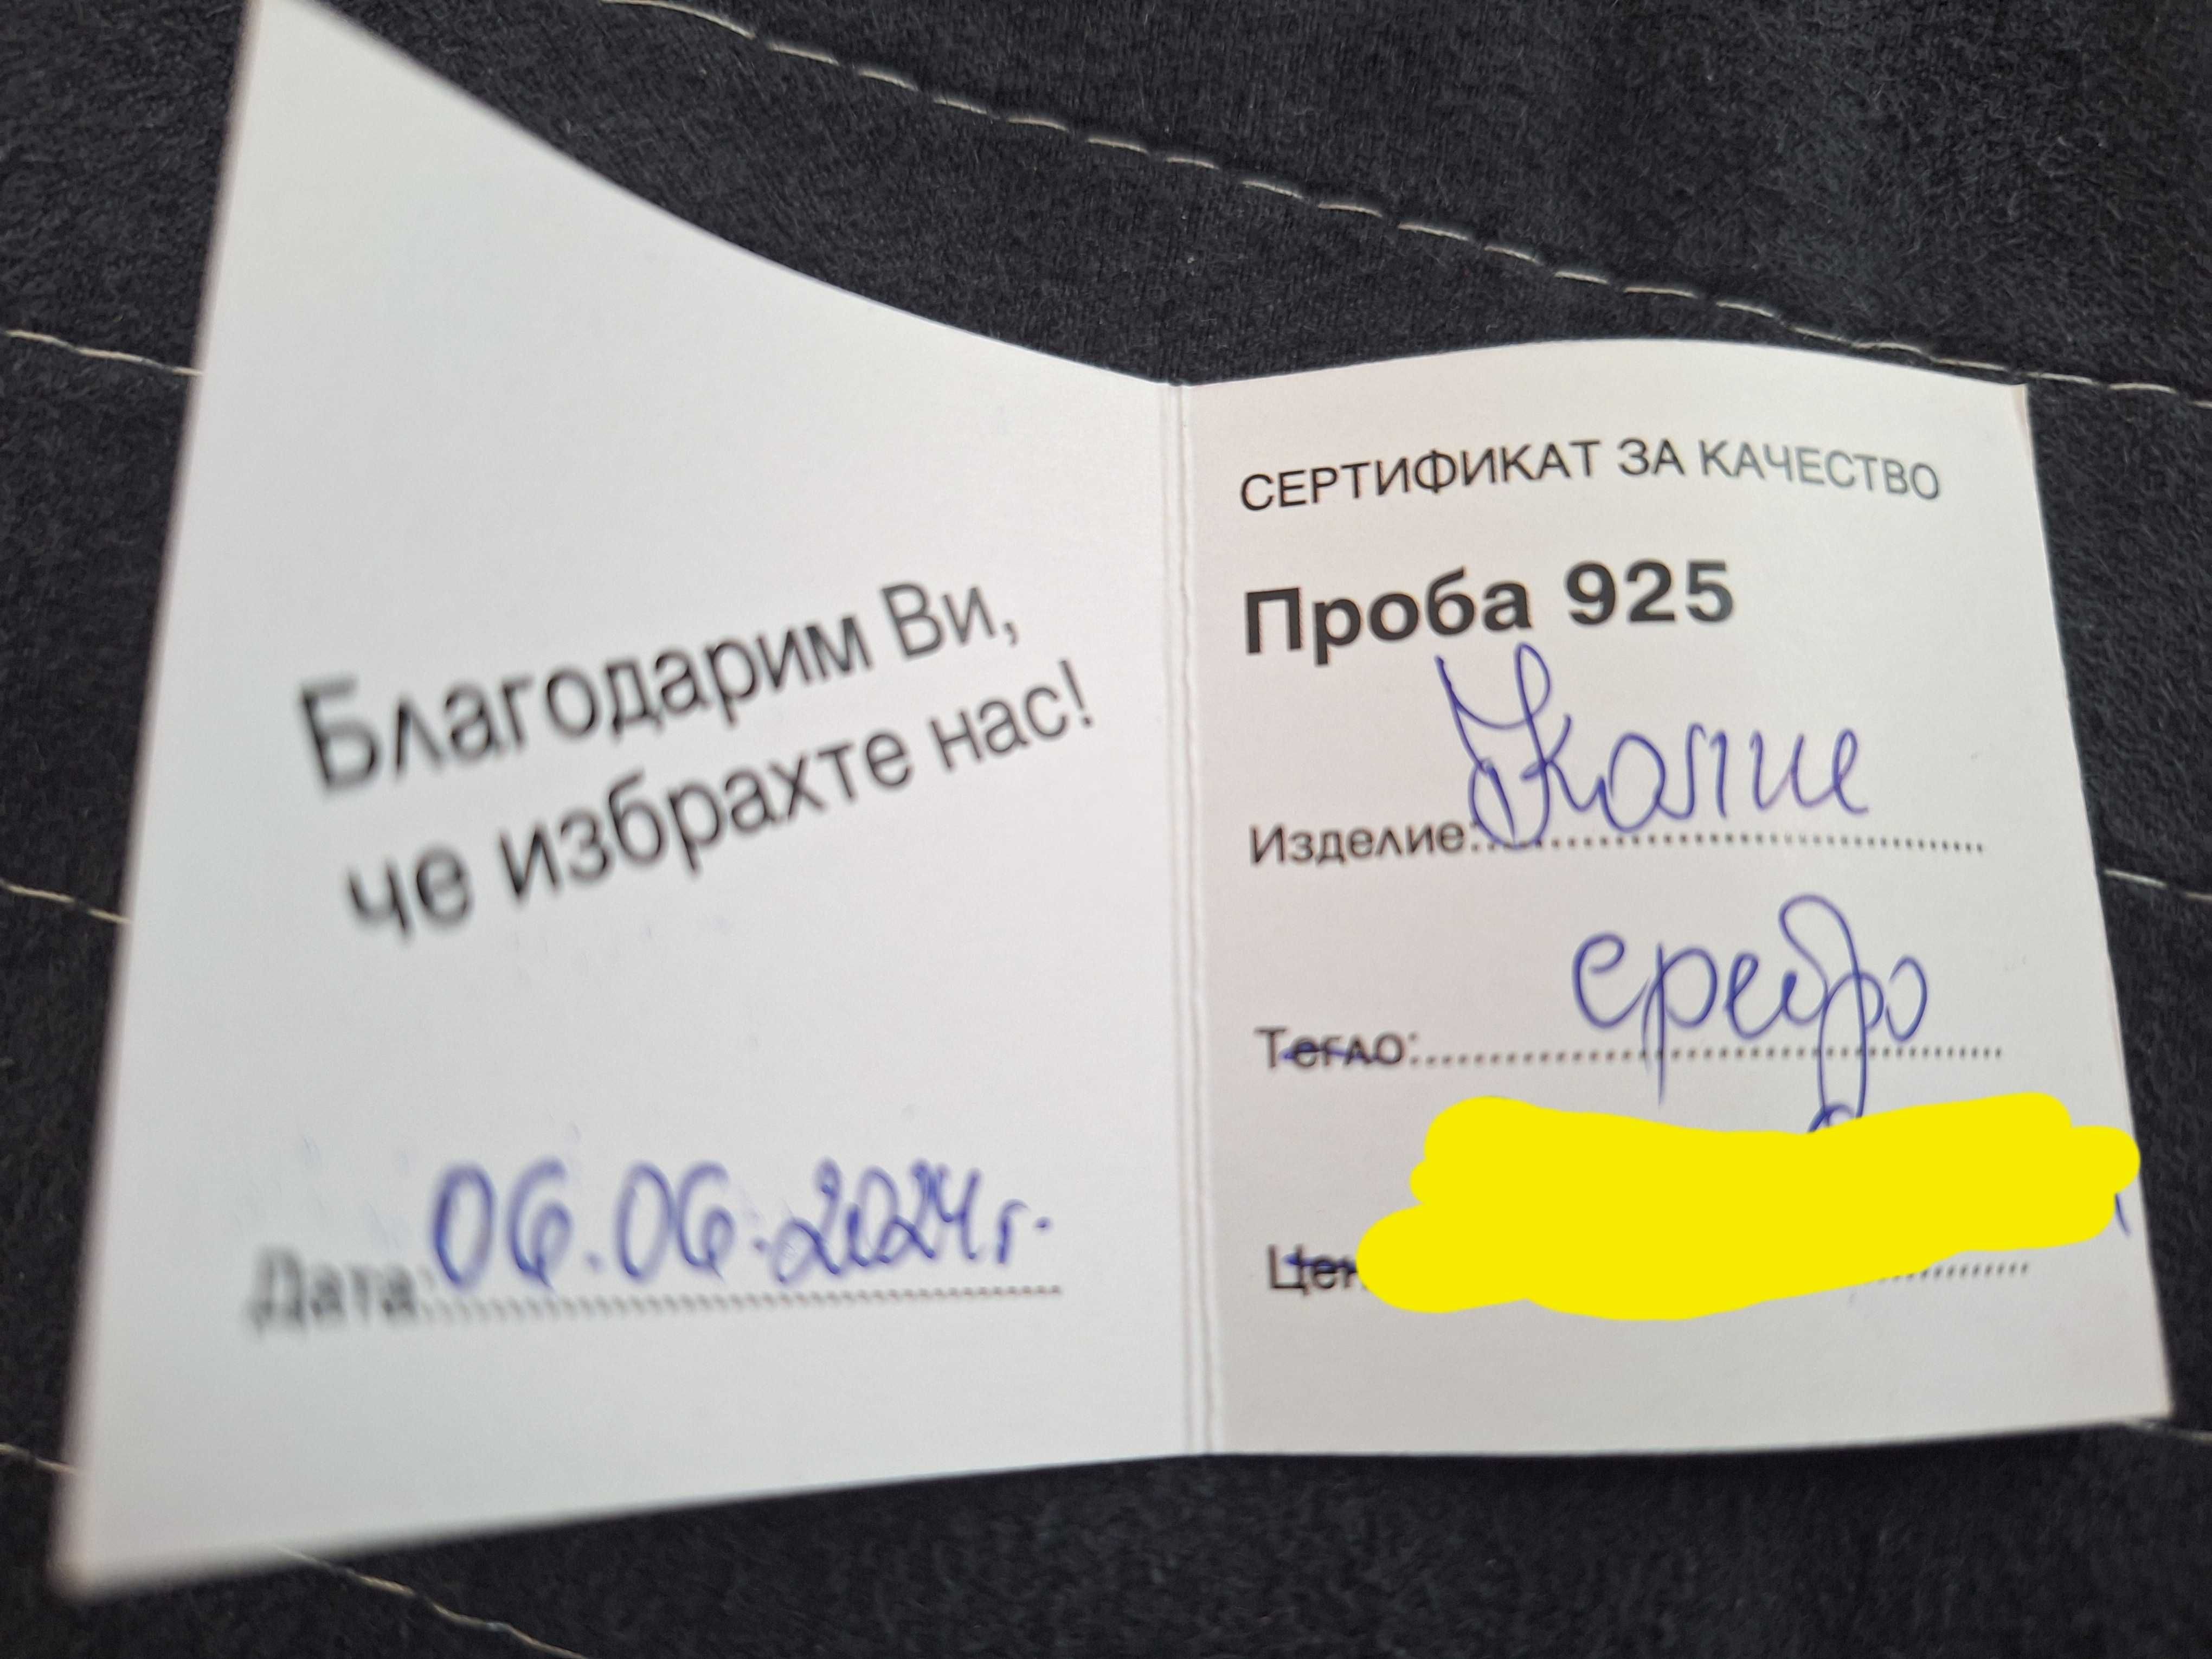 Благодарим Ви,
че избрахте нас!
Дата: 06.06.2024г.
СЕРТИФИКАТ ЗА КАЧЕСТВО
Проба 925
Изделие: Колие
Тегло: сребро